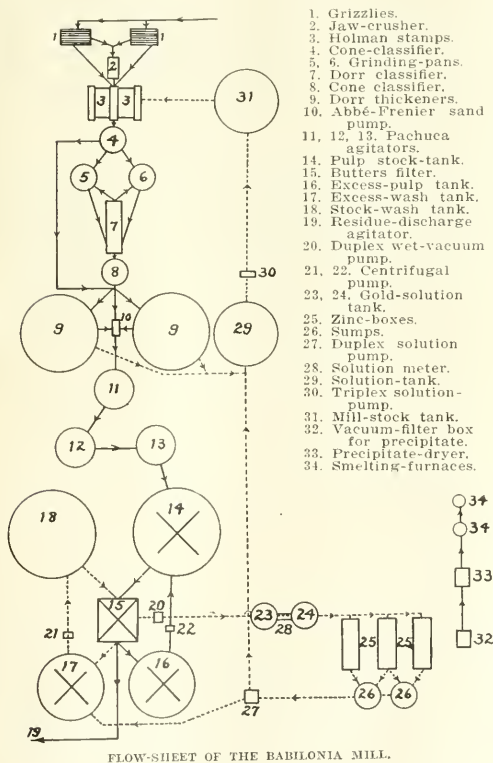 1. Grizzlies.
2. Jaw-crusher.
3. Holman stamps.
4. Cone-classifier.
5, 6. Grinding-pans.
7. Dorr classifier.
8. Cone classifier.
9. Dorr thickeners.
10. Abbé-Frenier sand
pump.
11, 12, 13. Pachuca
agitators.
14. Pulp stock-tank.
15. Butters filter.
16. Excess-pulp tank.
17. Excess-wash tank.
18. Stock-wash tank.
19. Residue-discharge
agitator.
20. Duplex wet-vacuum
pump.
21, 22. Centrifugal
pump.
23, 24. Gold-solution
tank.
25. Zinc-boxes.
26. Sumps.
27. Duplex solution
pump.
28. Solution meter.
29. Solution-tank.
30. Triplex solution-
pump.
31. Mill-stock tank.
32. Vacuum-filter box
for precipitate.
33. Precipitate-dryer.
34. Smelting-furnaces.
1 1
2
3 3
31
4
5 6
7
8
30
9 10 9 29
11
12 13
18 14
34
34
33
15 20
23 24
21 22 28
25 25
32
17 16
26 26
27
19
FLOW-SHEET OF THE BABILONIA MILL.